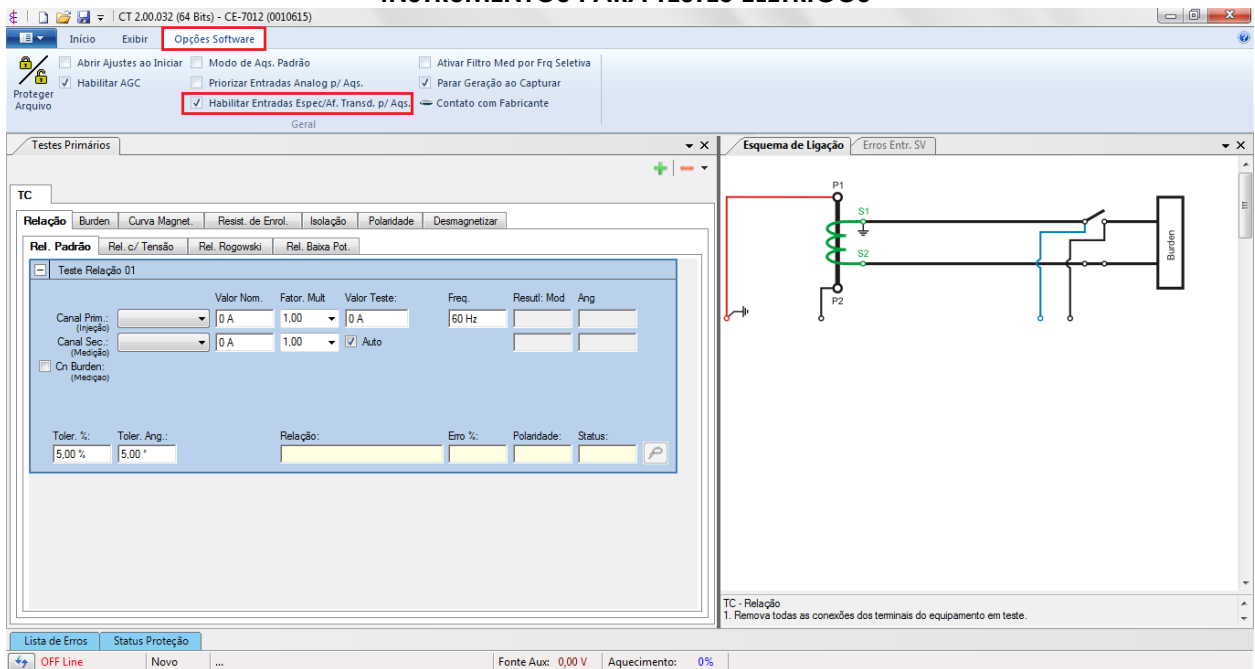 INSTRUMENTOS PARA TESTES ELÉTRICOS
CT 2.00.032 (64 Bits) - CE-7012 (0010615)
Início Exibir Opções Software
Abrir Ajustes ao Iniciar Modo de Aqs. Padrão Ativar Filtro Med por Frq Seletiva
Habilitar AGC Priorizar Entradas Analog p/ Aqs. Parar Geração ao Capturar
Proteger Arquivo Habilitar Entradas Espec/Af. Transd. p/ Aqs. Contato com Fabricante
Geral
Testes Primários
TC
Relação Burden Curva Magnet. Resist. de Enrol. Isolação Polaridade Desmagnetizar
Rel. Padrão Rel. c/ Tensão Rel. Rogowski Rel. Baixa Pot.
Teste Relação 01
Valor Nom. Fator. Mult Valor Teste: Freq. Resutl: Mod Ang
Canal Prim.: 0 A 1,00 0 A 60 Hz
(Injeção)
Canal Sec.: 0 A 1,00 Auto
(Medição)
Cn Burden:
(Medição)
Toler. %: Toler. Ang.: Relação: Erro %: Polaridade: Status:
5,00 % 5,00 °
Esquema de Ligação Erros Entr. SV
P1
S1
S2
P2
Burden
TC - Relação
1. Remova todas as conexões dos terminais do equipamento em teste.
Lista de Erros Status Proteção
OFF Line Novo ... Fonte Aux: 0,00 V Aquecimento: 0%